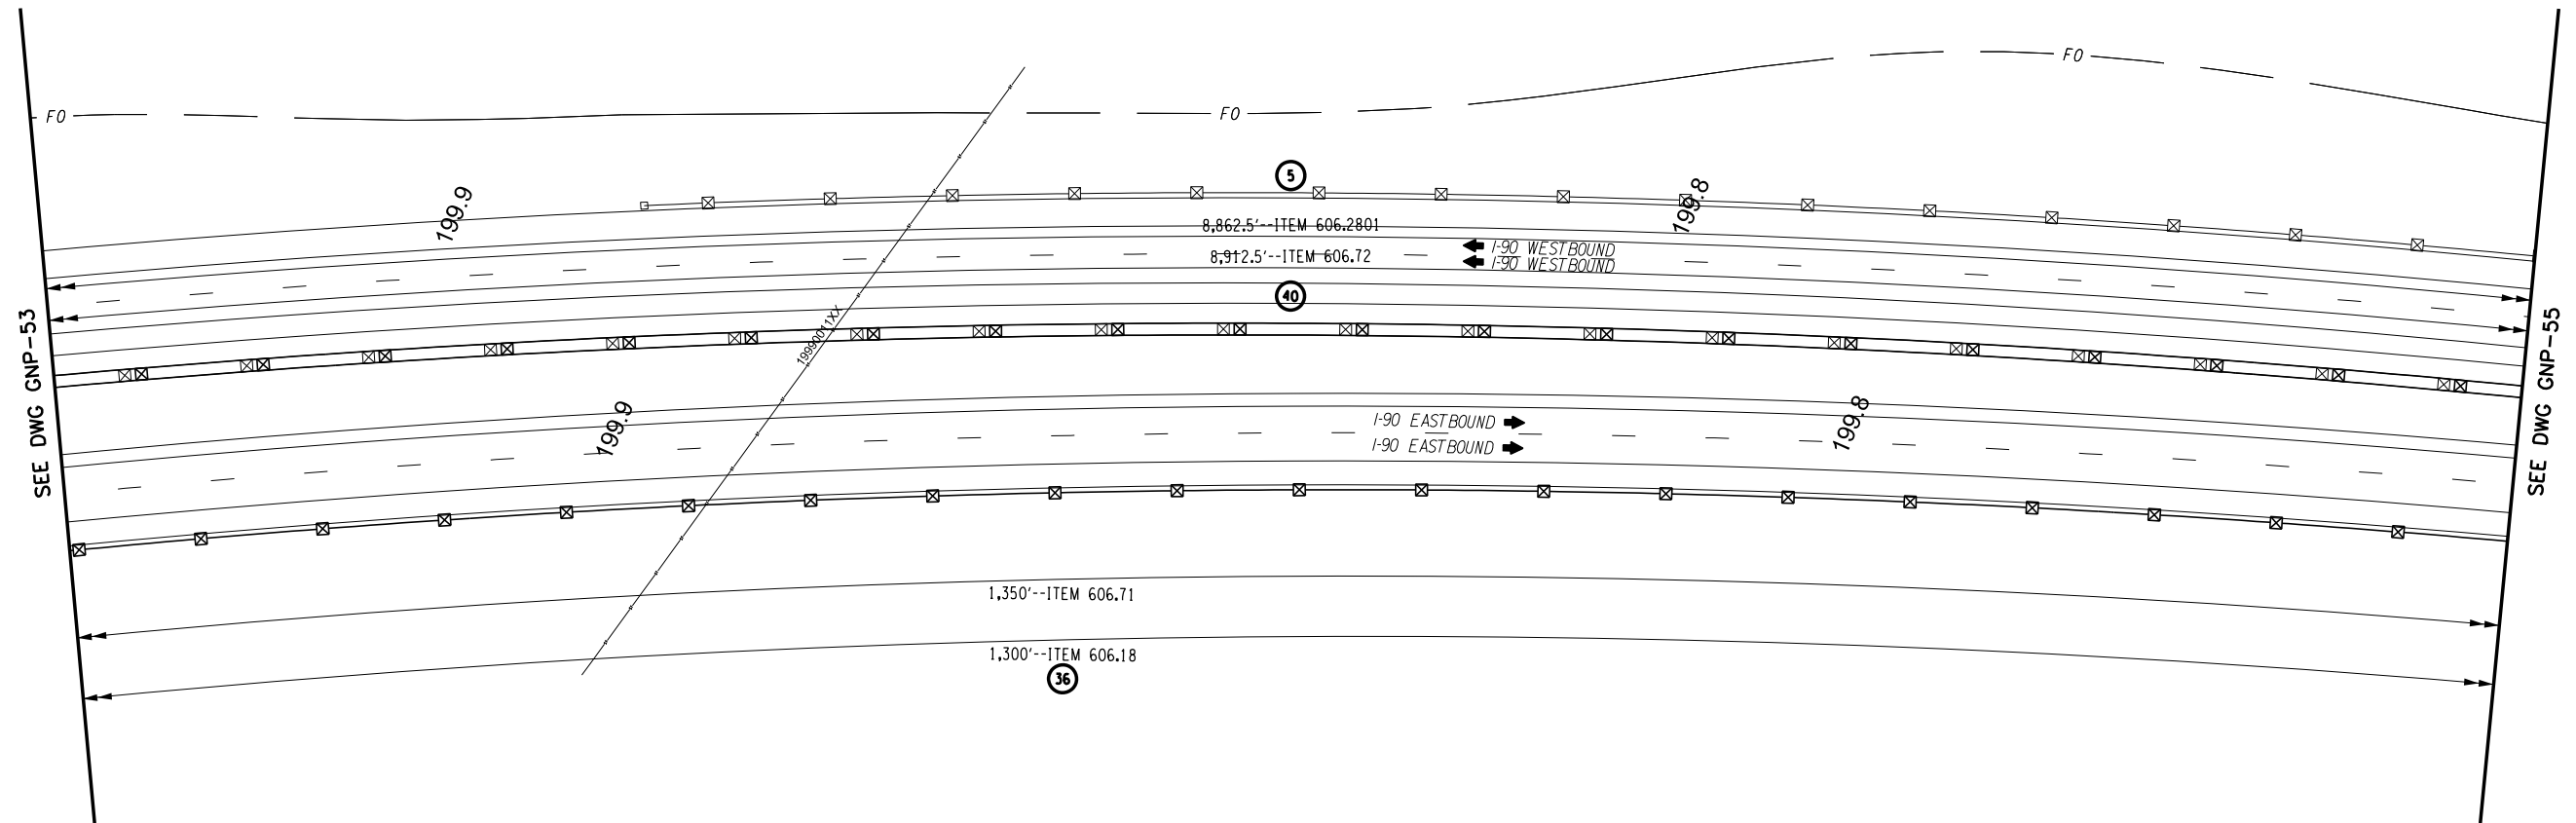 FO
FO
FO
5
199.9
199.8
8,862.5'--ITEM 606.2801
8,912.5'--ITEM 606.72
I-90 WESTBOUND
I-90 WESTBOUND
40
SEE DWG GNP-53
SEE DWG GNP-55
19990011XX
199.9
199.8
I-90 EASTBOUND
I-90 EASTBOUND
1,350'--ITEM 606.71
1,300'--ITEM 606.18
36